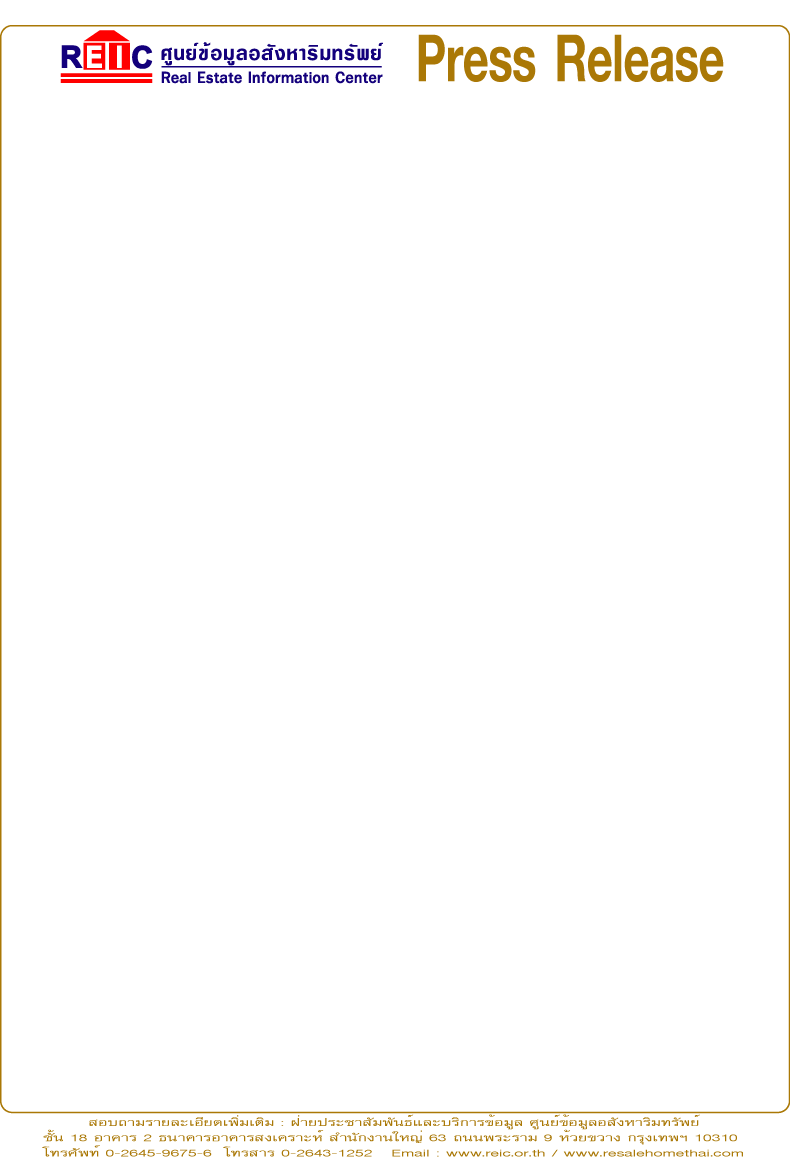 REIC ศูนย์ข้อมูลอสังหาริมทรัพย์ Press Release
Real Estate Information Center
สอบถามรายละเอียดเพิ่มเติม : ฝ่ายประชาสัมพันธ์และบริการข้อมูล ศูนย์ข้อมูลอสังหาริมทรัพย์
ชั้น 18 อาคาร 2 ธนาคารอาคารสงเคราะห์ สำนักงานใหญ่ 63 ถนนพระราม 9 ห้วยขวาง กรุงเทพฯ 10310
โทรศัพท์ 0-2645-9675-6 โทรสาร 0-2643-1252 Email : www.reic.or.th / www.resalehomethai.com